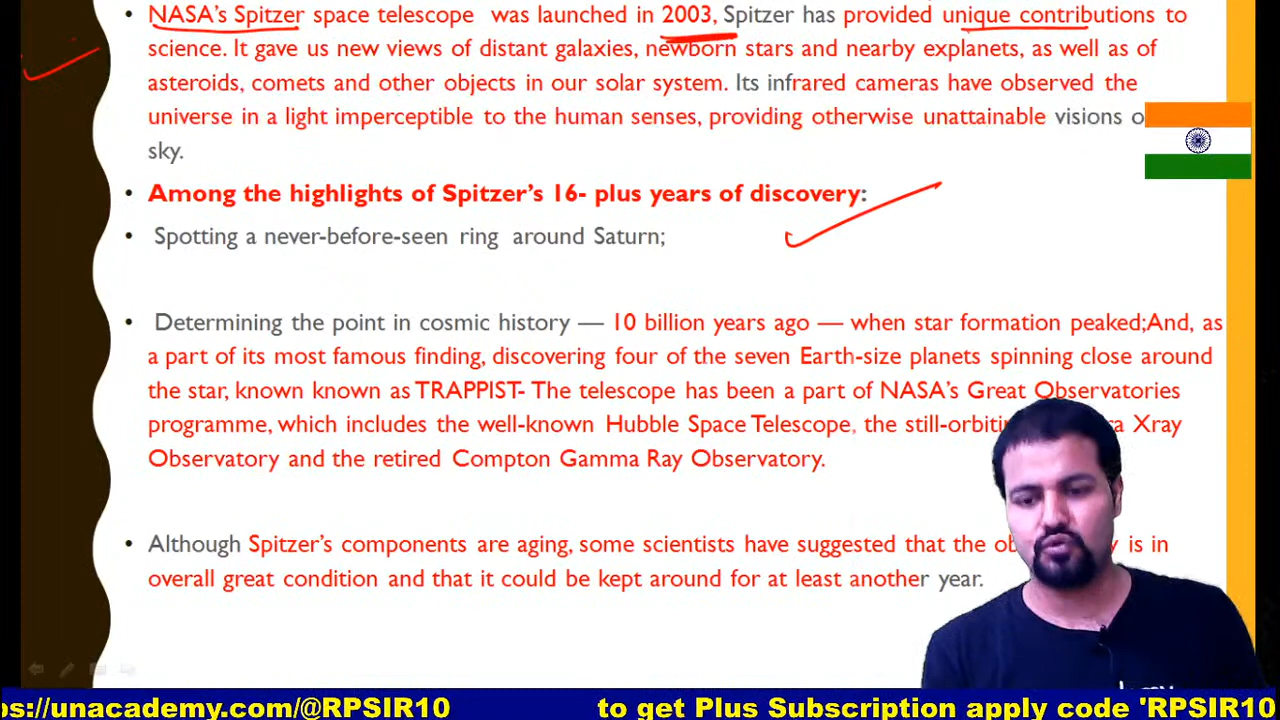 • NASA's Spitzer space telescope was launched in 2003, Spitzer has provided unique contributions to
science. It gave us new views of distant galaxies, newborn stars and nearby explanets, as well as of
asteroids, comets and other objects in our solar system. Its infrared cameras have observed the
universe in a light imperceptible to the human senses, providing otherwise unattainable visions
sky.
• Among the highlights of Spitzer's 16- plus years of discovery:
• Spotting a never-before-seen ring around Saturn;
• Determining the point in cosmic history — 10 billion years ago — when star formation peaked;And, as
a part of its most famous finding, discovering four of the seven Earth-size planets spinning close around
the star, known known as TRAPPIST- The telescope has been a part of NASA's Great Observatories
programme, which includes the well-known Hubble Space Telescope, the Xray
Observatory and the retired Compton Gamma Ray Observatory.
• Although Spitzer's components are aging, some scientists have suggested that the is in
overall great condition and that it could be kept around for at least another year.
ps://unacademy.com/@RPSIR10 to get Plus Subscription apply code 'RPSIR10